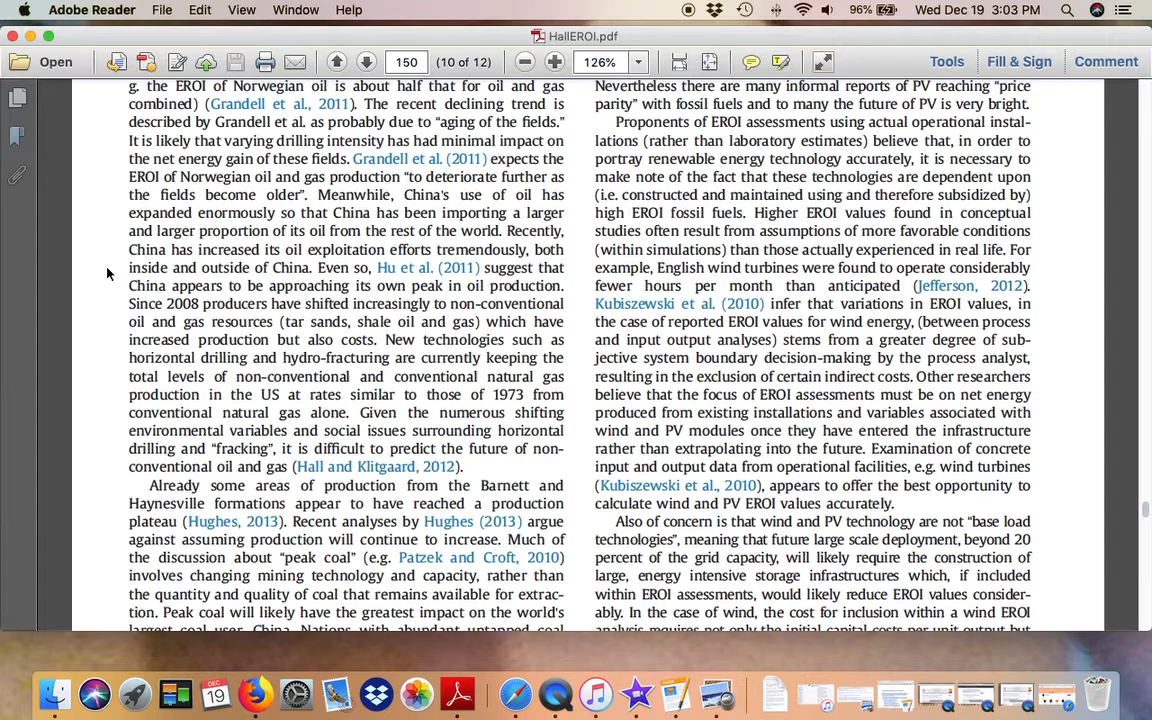 Adobe Reader File Edit View Window Help 96% Wed Dec 19 3:03 PM
HallEROI.pdf
Open 150 (10 of 12) 126% Tools Fill & Sign Comment
g. the EROI of Norwegian oil is about half that for oil and gas
combined) (Grandell et al., 2011). The recent declining trend is
described by Grandell et al. as probably due to “aging of the fields.”
It is likely that varying drilling intensity has had minimal impact on
the net energy gain of these fields. Grandell et al. (2011) expects the
EROI of Norwegian oil and gas production “to deteriorate further as
the fields become older”. Meanwhile, China's use of oil has
expanded enormously so that China has been importing a larger
and larger proportion of its oil from the rest of the world. Recently,
China has increased its oil exploitation efforts tremendously, both
inside and outside of China. Even so, Hu et al. (2011) suggest that
China appears to be approaching its own peak in oil production.
Since 2008 producers have shifted increasingly to non-conventional
oil and gas resources (tar sands, shale oil and gas) which have
increased production but also costs. New technologies such as
horizontal drilling and hydro-fracturing are currently keeping the
total levels of non-conventional and conventional natural gas
production in the US at rates similar to those of 1973 from
conventional natural gas alone. Given the numerous shifting
environmental variables and social issues surrounding horizontal
drilling and “fracking”, it is difficult to predict the future of non-
conventional oil and gas (Hall and Klitgaard, 2012).
Already some areas of production from the Barnett and
Haynesville formations appear to have reached a production
plateau (Hughes, 2013). Recent analyses by Hughes (2013) argue
against assuming production will continue to increase. Much of
the discussion about “peak coal” (e.g. Patzek and Croft, 2010)
involves changing mining technology and capacity, rather than
the quantity and quality of coal that remains available for extrac-
tion. Peak coal will likely have the greatest impact on the world's
largest coal user, China. Nations with abundant untapped coal
Nevertheless there are many informal reports of PV reaching “price
parity” with fossil fuels and to many the future of PV is very bright.
Proponents of EROI assessments using actual operational instal-
lations (rather than laboratory estimates) believe that, in order to
portray renewable energy technology accurately, it is necessary to
make note of the fact that these technologies are dependent upon
(i.e. constructed and maintained using and therefore subsidized by)
high EROI fossil fuels. Higher EROI values found in conceptual
studies often result from assumptions of more favorable conditions
(within simulations) than those actually experienced in real life. For
example, English wind turbines were found to operate considerably
fewer hours per month than anticipated (Jefferson, 2012).
Kubiszewski et al. (2010) infer that variations in EROI values, in
the case of reported EROI values for wind energy, (between process
and input output analyses) stems from a greater degree of sub-
jective system boundary decision-making by the process analyst,
resulting in the exclusion of certain indirect costs. Other researchers
believe that the focus of EROI assessments must be on net energy
produced from existing installations and variables associated with
wind and PV modules once they have entered the infrastructure
rather than extrapolating into the future. Examination of concrete
input and output data from operational facilities, e.g. wind turbines
(Kubiszewski et al., 2010), appears to offer the best opportunity to
calculate wind and PV EROI values accurately.
Also of concern is that wind and PV technology are not “base load
technologies”, meaning that future large scale deployment, beyond 20
percent of the grid capacity, will likely require the construction of
large, energy intensive storage infrastructures which, if included
within EROI assessments, would likely reduce EROI values consider-
ably. In the case of wind, the cost for inclusion within a wind EROI
analysis requires not only the initial capital costs per unit output but
DEC
19